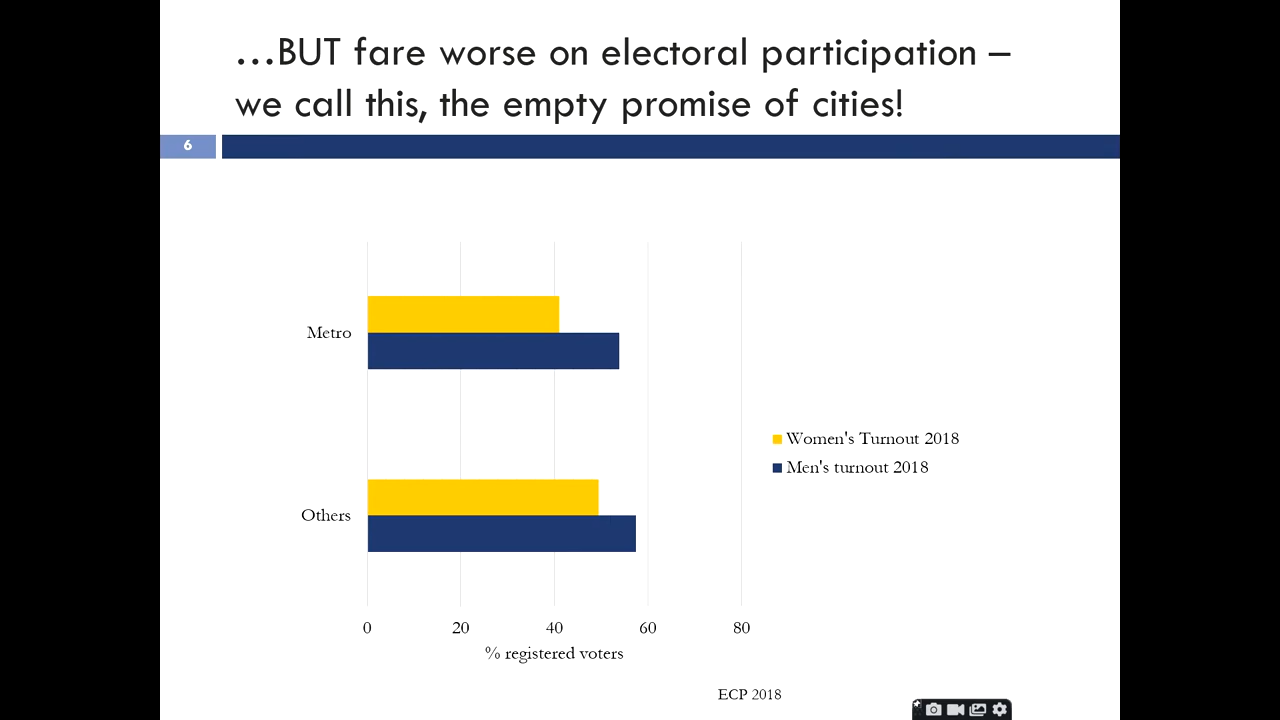 ...BUT fare worse on electoral participation –
we call this, the empty promise of cities!
6
Metro
Others
Women's Turnout 2018
Men's turnout 2018
0 20 40 60 80
% registered voters
ECP 2018